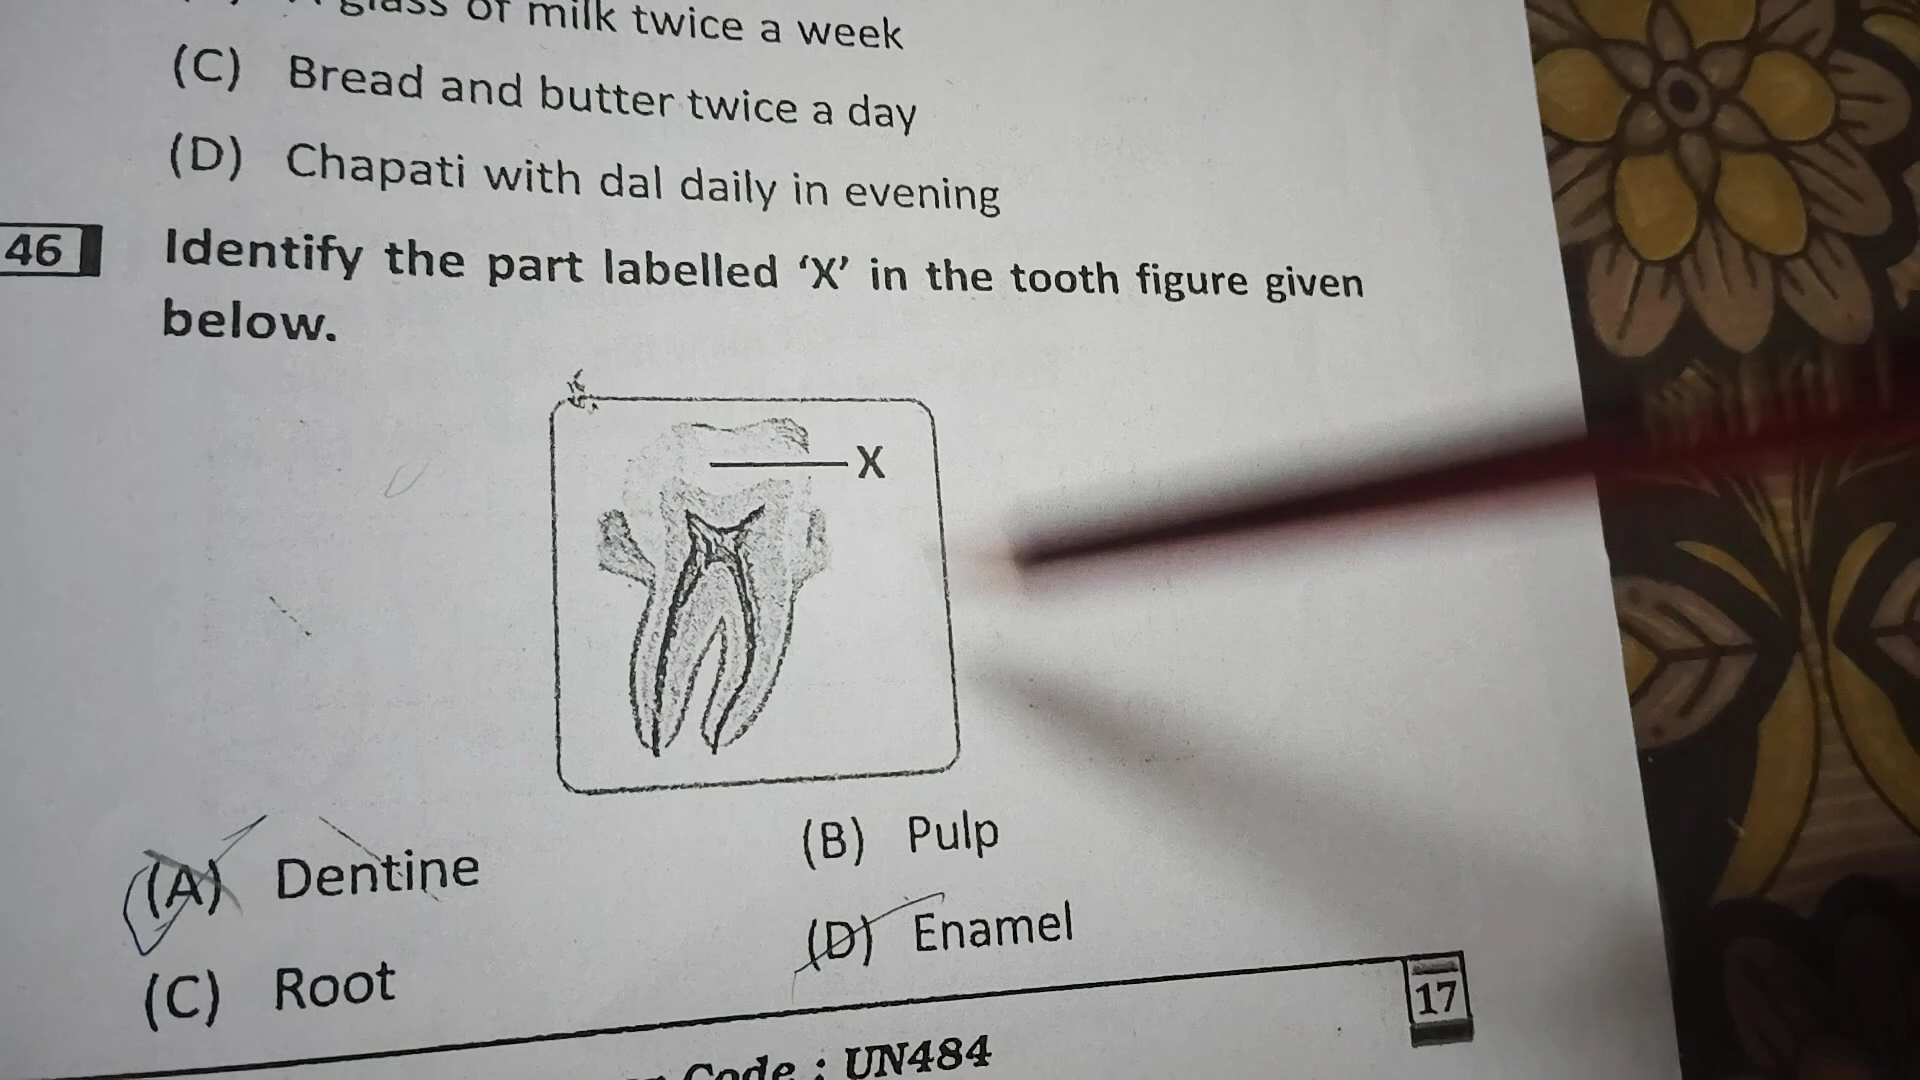 glass of milk twice a week
(C) Bread and butter twice a day
(D) Chapati with dal daily in evening
46 Identify the part labelled ‘X’ in the tooth figure given
below.
X
(A) Dentine
(B) Pulp
(C) Root
(D) Enamel
17
Code : UN484